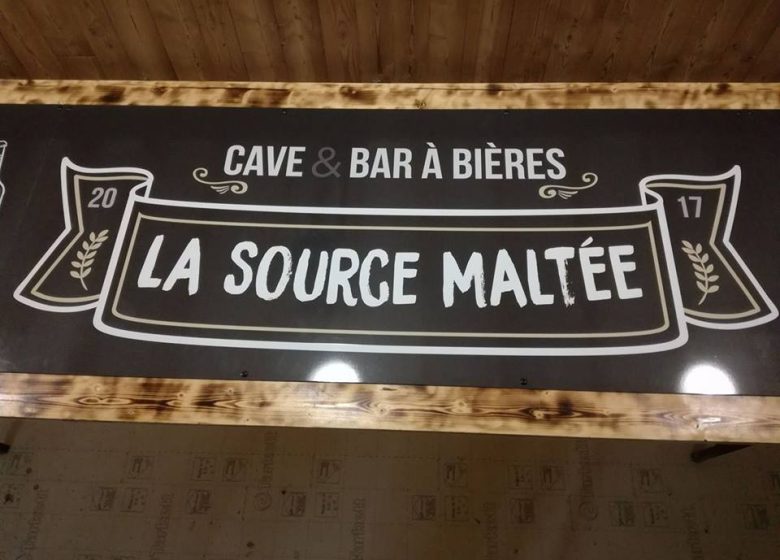 CAVE & BAR À BIÈRES
20 17
LA SOURCE MALTÉE